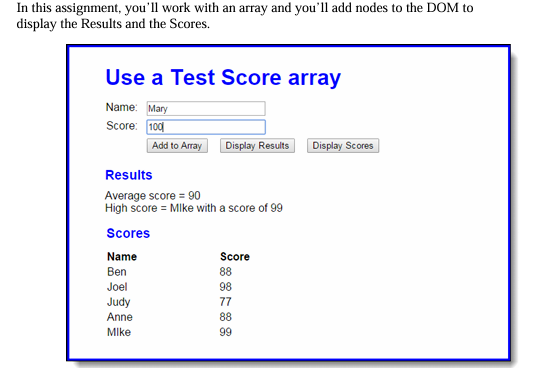 In this assignment, you'll work with an array and you'll add nodes to the DOM to
display the Results and the Scores.
Use a Test Score array
Name: Mary
Score: 100
Add to Array Display Results Display Scores
Results
Average score = 90
High score = MIke with a score of 99
Scores
Name Score
Ben 88
Joel 98
Judy 77
Anne 88
MIke 99